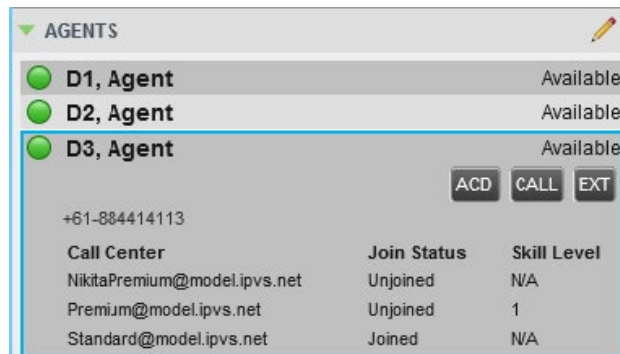 AGENTS
D1, Agent Available
D2, Agent Available
D3, Agent Available
ACD CALL EXT
+61-884414113
Call Center Join Status Skill Level
NikitaPremium@model.ipvs.net Unjoined N/A
Premium@model.ipvs.net Unjoined 1
Standard@model.ipvs.net Joined N/A